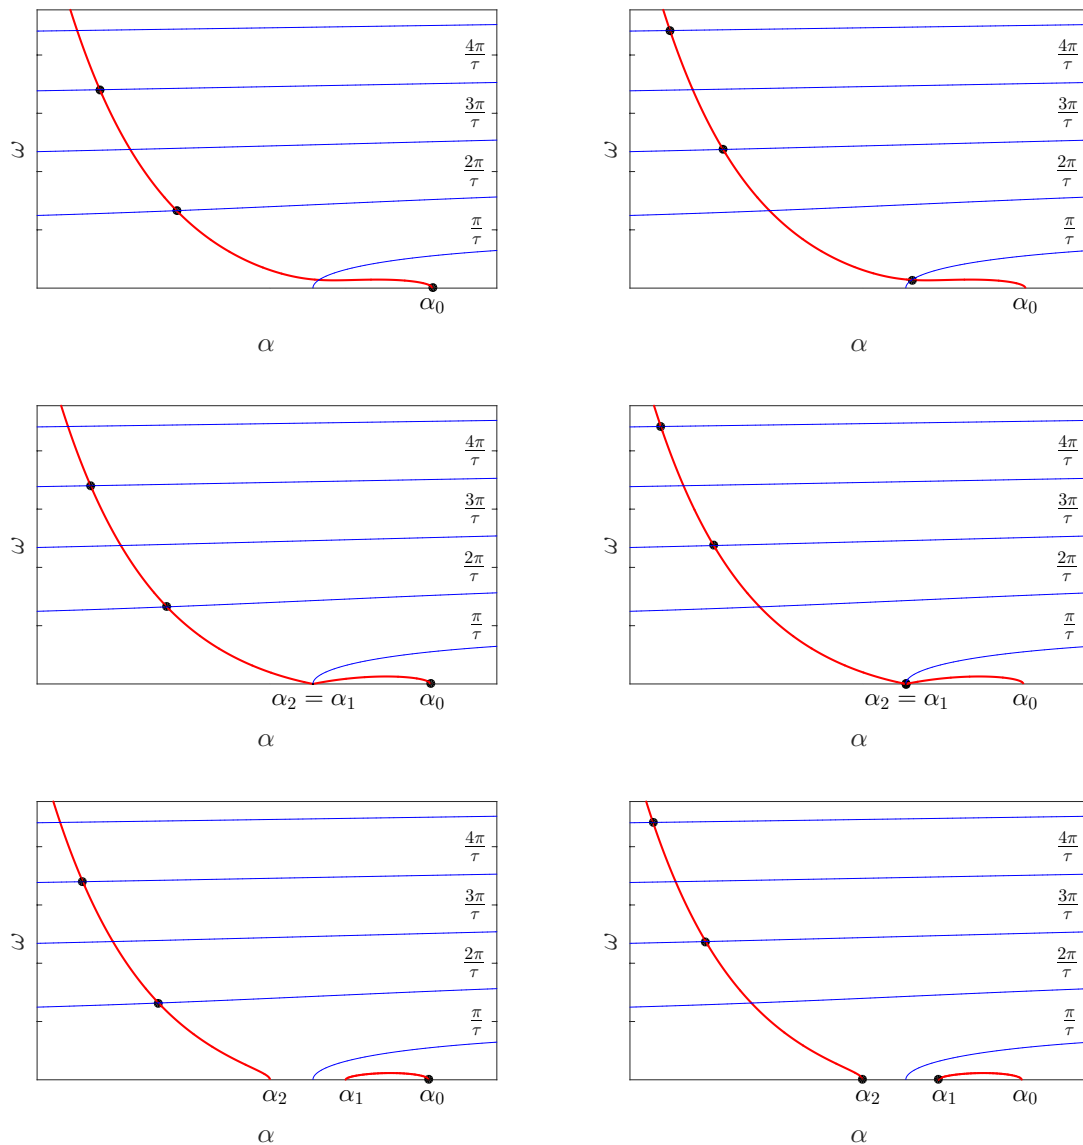 ω
4π/τ
3π/τ
2π/τ
π/τ
α₀
α
ω
4π/τ
3π/τ
2π/τ
π/τ
α₀
α
ω
4π/τ
3π/τ
2π/τ
π/τ
α₂ = α₁
α₀
α
ω
4π/τ
3π/τ
2π/τ
π/τ
α₂ = α₁
α₀
α
ω
4π/τ
3π/τ
2π/τ
π/τ
α₂ α₁ α₀
α
ω
4π/τ
3π/τ
2π/τ
π/τ
α₂ α₁ α₀
α